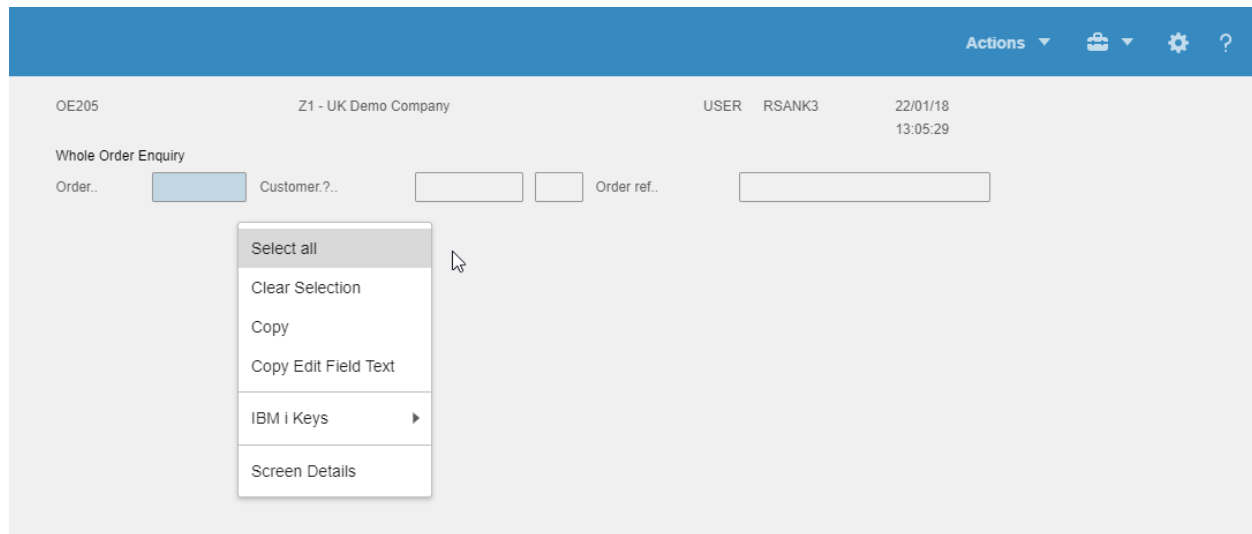 Actions ?
OE205 Z1 - UK Demo Company USER RSANK3 22/01/18
13:05:29
Whole Order Enquiry
Order.. Customer.?.. Order ref..
Select all
Clear Selection
Copy
Copy Edit Field Text
IBM i Keys
Screen Details